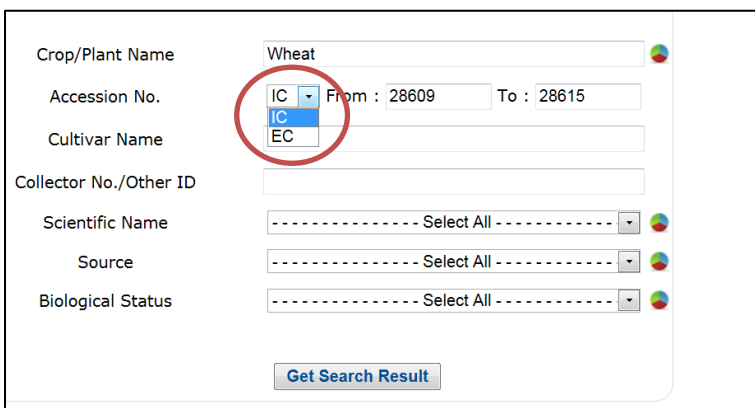 Crop/Plant Name Wheat
Accession No. IC From : 28609 To : 28615
IC
EC
Cultivar Name
Collector No./Other ID
Scientific Name - - - - - - - - - - - - - - - Select All - - - - - - - - - - - -
Source - - - - - - - - - - - - - - - Select All - - - - - - - - - - - -
Biological Status - - - - - - - - - - - - - - - Select All - - - - - - - - - - - -
Get Search Result